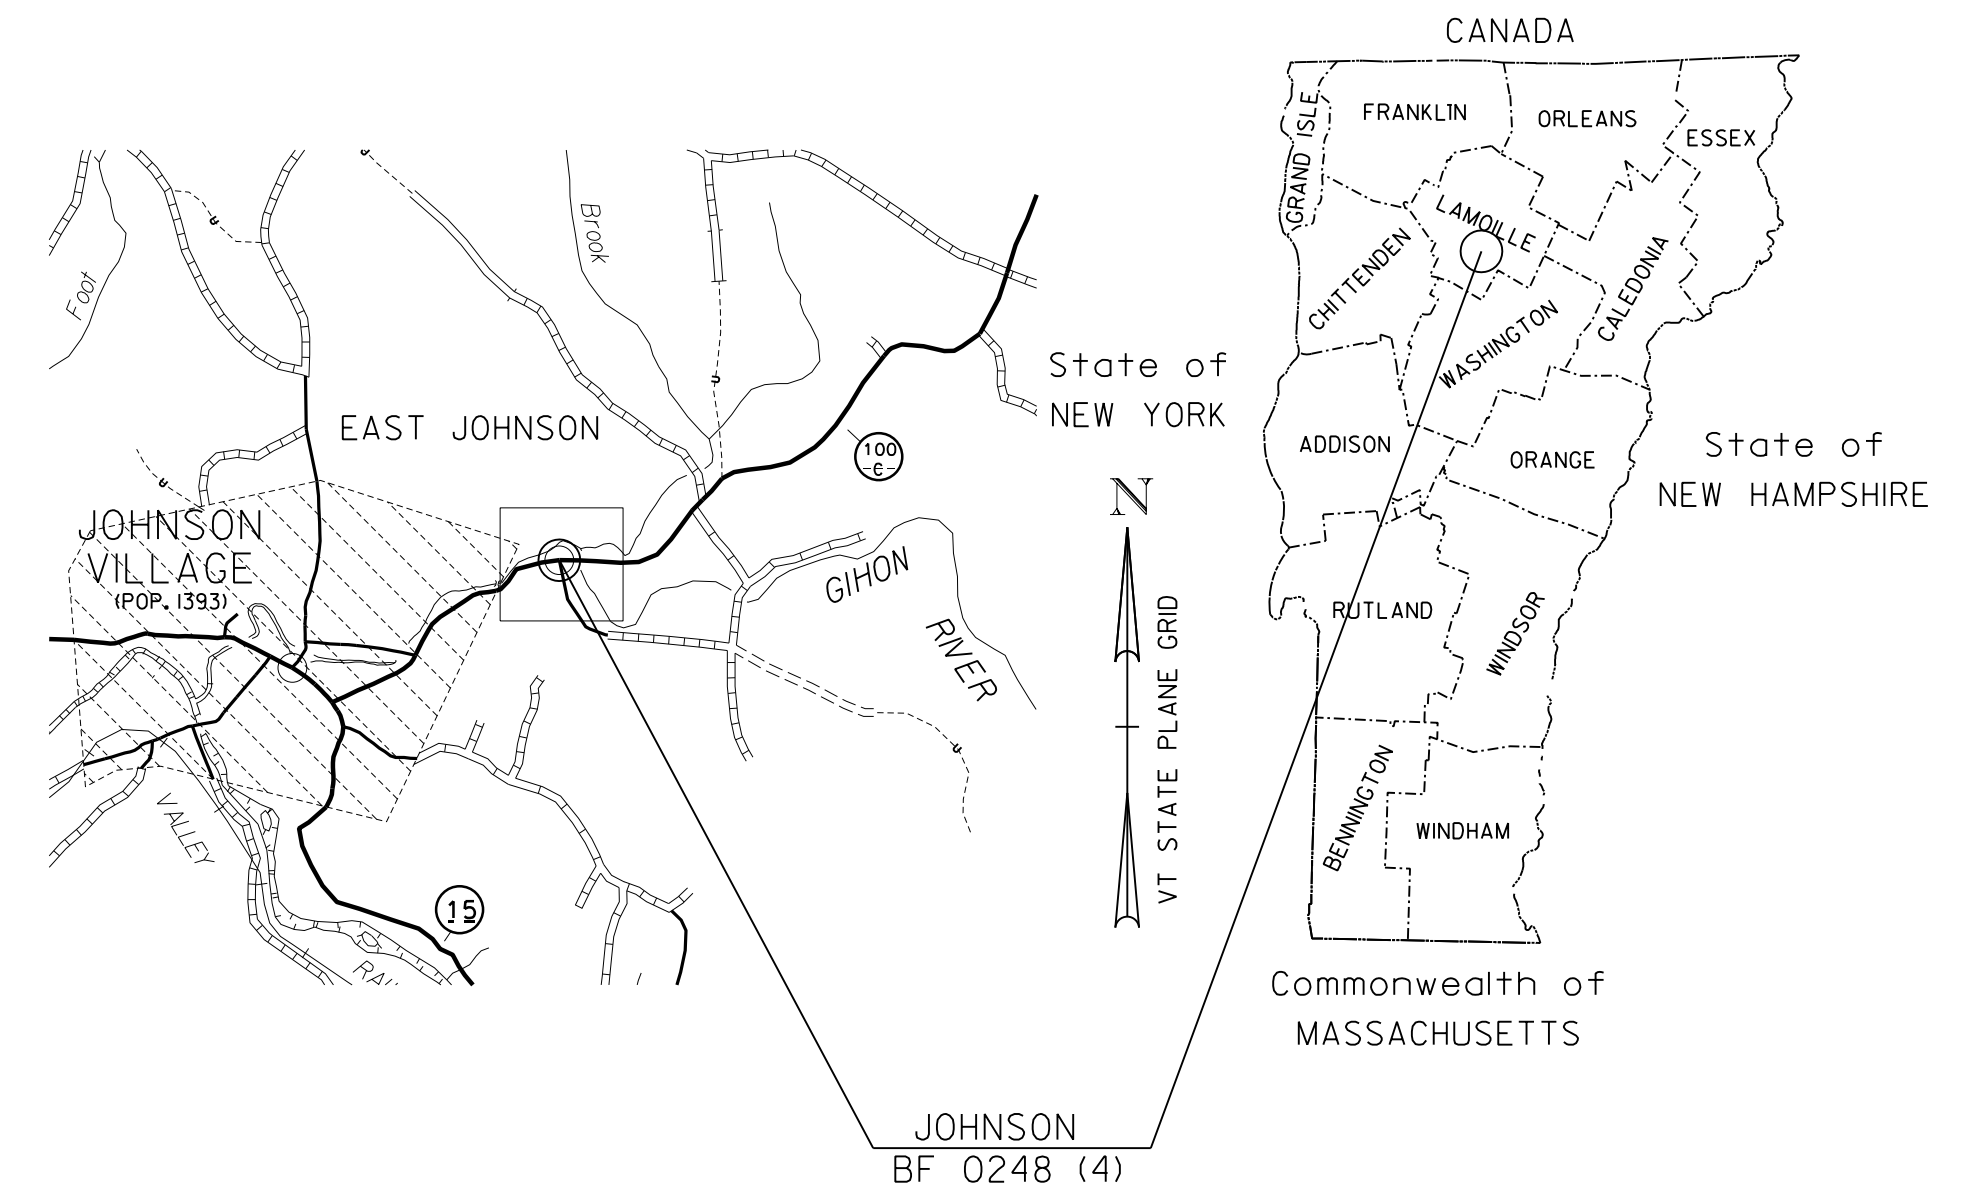 CANADA
GRAND ISLE
FRANKLIN
ORLEANS
ESSEX
LAMOILLE
CHITTENDEN
CALEDONIA
WASHINGTON
ADDISON
ORANGE
RUTLAND
WINDSOR
BENNINGTON
WINDHAM
State of
NEW YORK
State of
NEW HAMPSHIRE
Commonwealth of
MASSACHUSETTS
Foot
Brook
EAST JOHNSON
100
-C-
JOHNSON
VILLAGE
(POP. 1393)
GIHON
RIVER
VALLEY
15
N
VT STATE PLANE GRID
JOHNSON
BF 0248 (4)